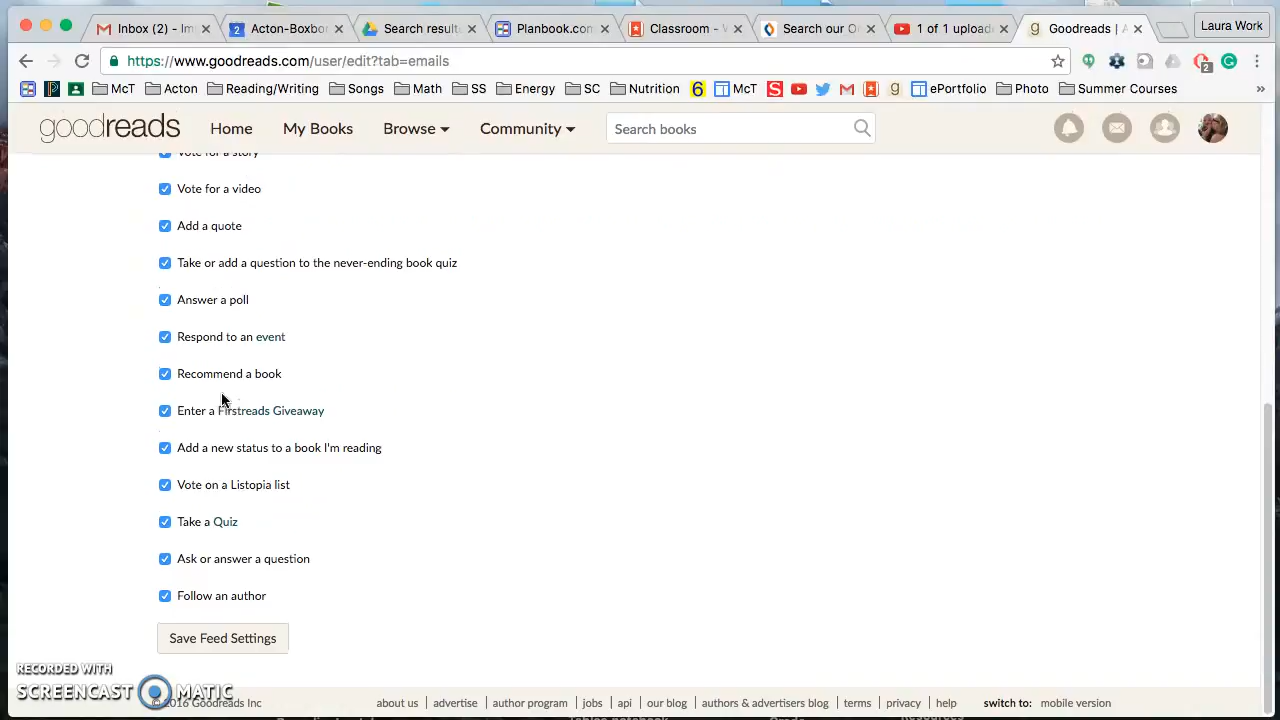 Inbox (2) - Im
Acton-Boxbo
Search result
Planbook.com
Classroom - W
Search our O
1 of 1 upload
Goodreads | A
Laura Work
https://www.goodreads.com/user/edit?tab=emails
McT
Acton
Reading/Writing
Songs
Math
SS
Energy
SC
Nutrition
6
McT
ePortfolio
Photo
Summer Courses
»
goodreads
Home
My Books
Browse
Community
Search books
Vote for a story
Vote for a video
Add a quote
Take or add a question to the never-ending book quiz
Answer a poll
Respond to an event
Recommend a book
Enter a Firstreads Giveaway
Add a new status to a book I'm reading
Vote on a Listopia list
Take a Quiz
Ask or answer a question
Follow an author
Save Feed Settings
RECORDED WITH
SCREENCAST MATIC
© 2016 Goodreads Inc
about us | advertise | author program | jobs | api | our blog | authors & advertisers blog | terms | privacy | help
switch to: mobile version